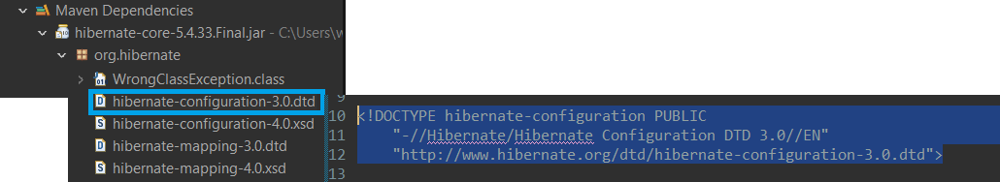 Maven Dependencies
hibernate-core-5.4.33.Final.jar - C:\Users\w
org.hibernate
WrongClassException.class
hibernate-configuration-3.0.dtd
hibernate-configuration-4.0.xsd
hibernate-mapping-3.0.dtd
hibernate-mapping-4.0.xsd
9
10 <!DOCTYPE hibernate-configuration PUBLIC
11 "-//Hibernate/Hibernate Configuration DTD 3.0//EN"
12 "http://www.hibernate.org/dtd/hibernate-configuration-3.0.dtd">
13